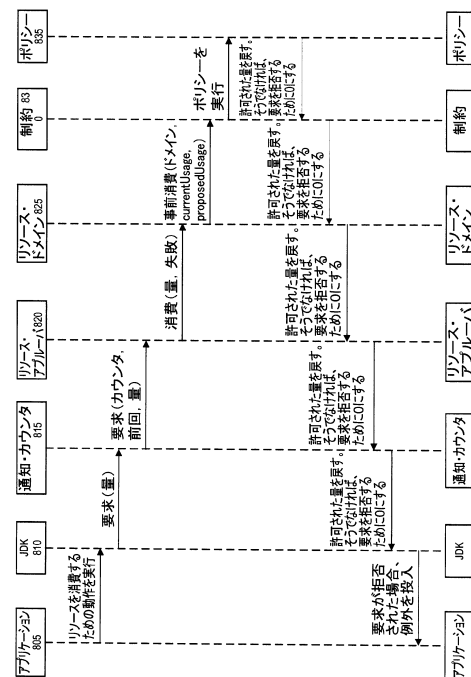 アプリケーション
805
JDK
810
通知・カウンタ
815
リソース・
アプルーバ820
リソース・
ドメイン 825
制約 83
0
ポリシー
835
リソースを消費する
ための動作を実行
要求(量)
要求(カウンタ,
前回, 量)
消費(量, 失敗)
事前消費(ドメイン,
currentUsage,
proposedUsage)
ポリシーを
実行
許可された量を戻す。
そうでなければ、
要求を拒否する
ために0にする
許可された量を戻す。
そうでなければ、
要求を拒否する
ために0にする
許可された量を戻す。
そうでなければ、
要求を拒否する
ために0にする
許可された量を戻す。
そうでなければ、
要求を拒否する
ために0にする
許可された量を戻す。
そうでなければ、
要求を拒否する
ために0にする
要求が拒否
された場合、
例外を投入
アプリケーション
JDK
通知・カウンタ
リソース・
アプルーバ
リソース・
ドメイン
制約
ポリシー